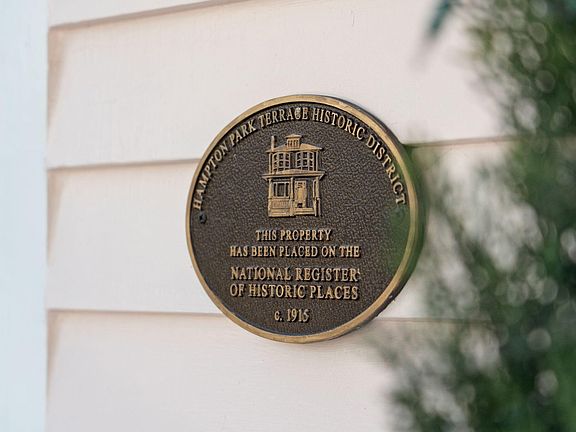 HAMPTON PARK TERRACE HISTORIC DISTRICT
THIS PROPERTY
HAS BEEN PLACED ON THE
NATIONAL REGISTER
OF HISTORIC PLACES
c. 1915